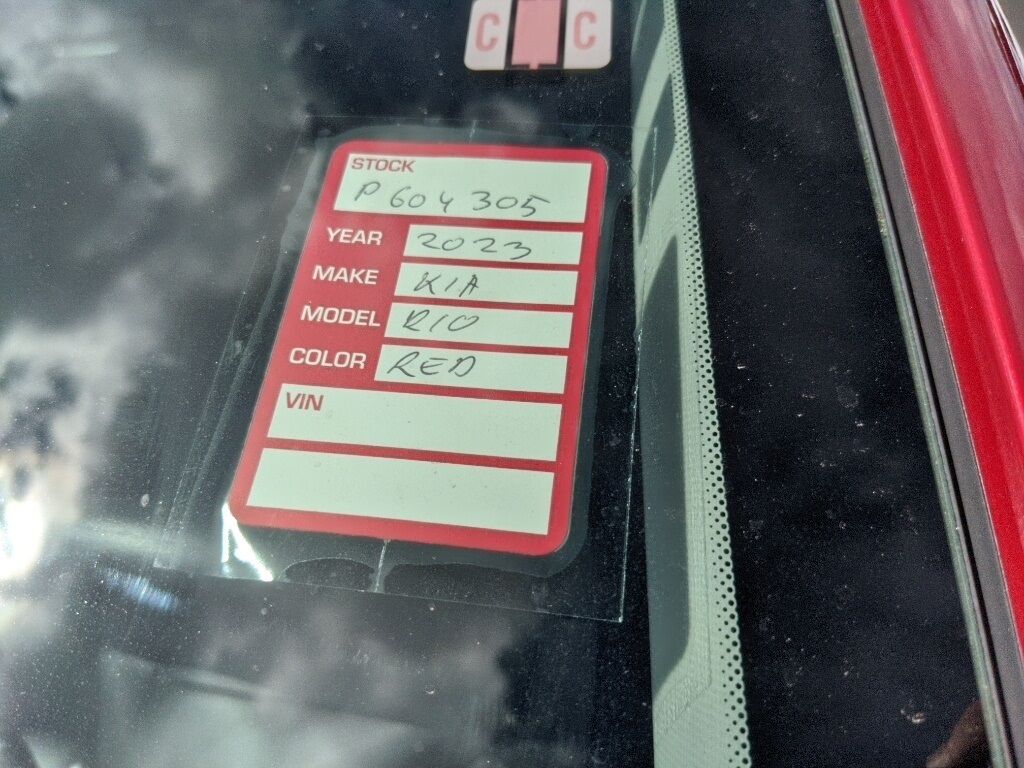 C C
STOCK
P604305
YEAR 2023
MAKE KIA
MODEL RIO
COLOR RED
VIN